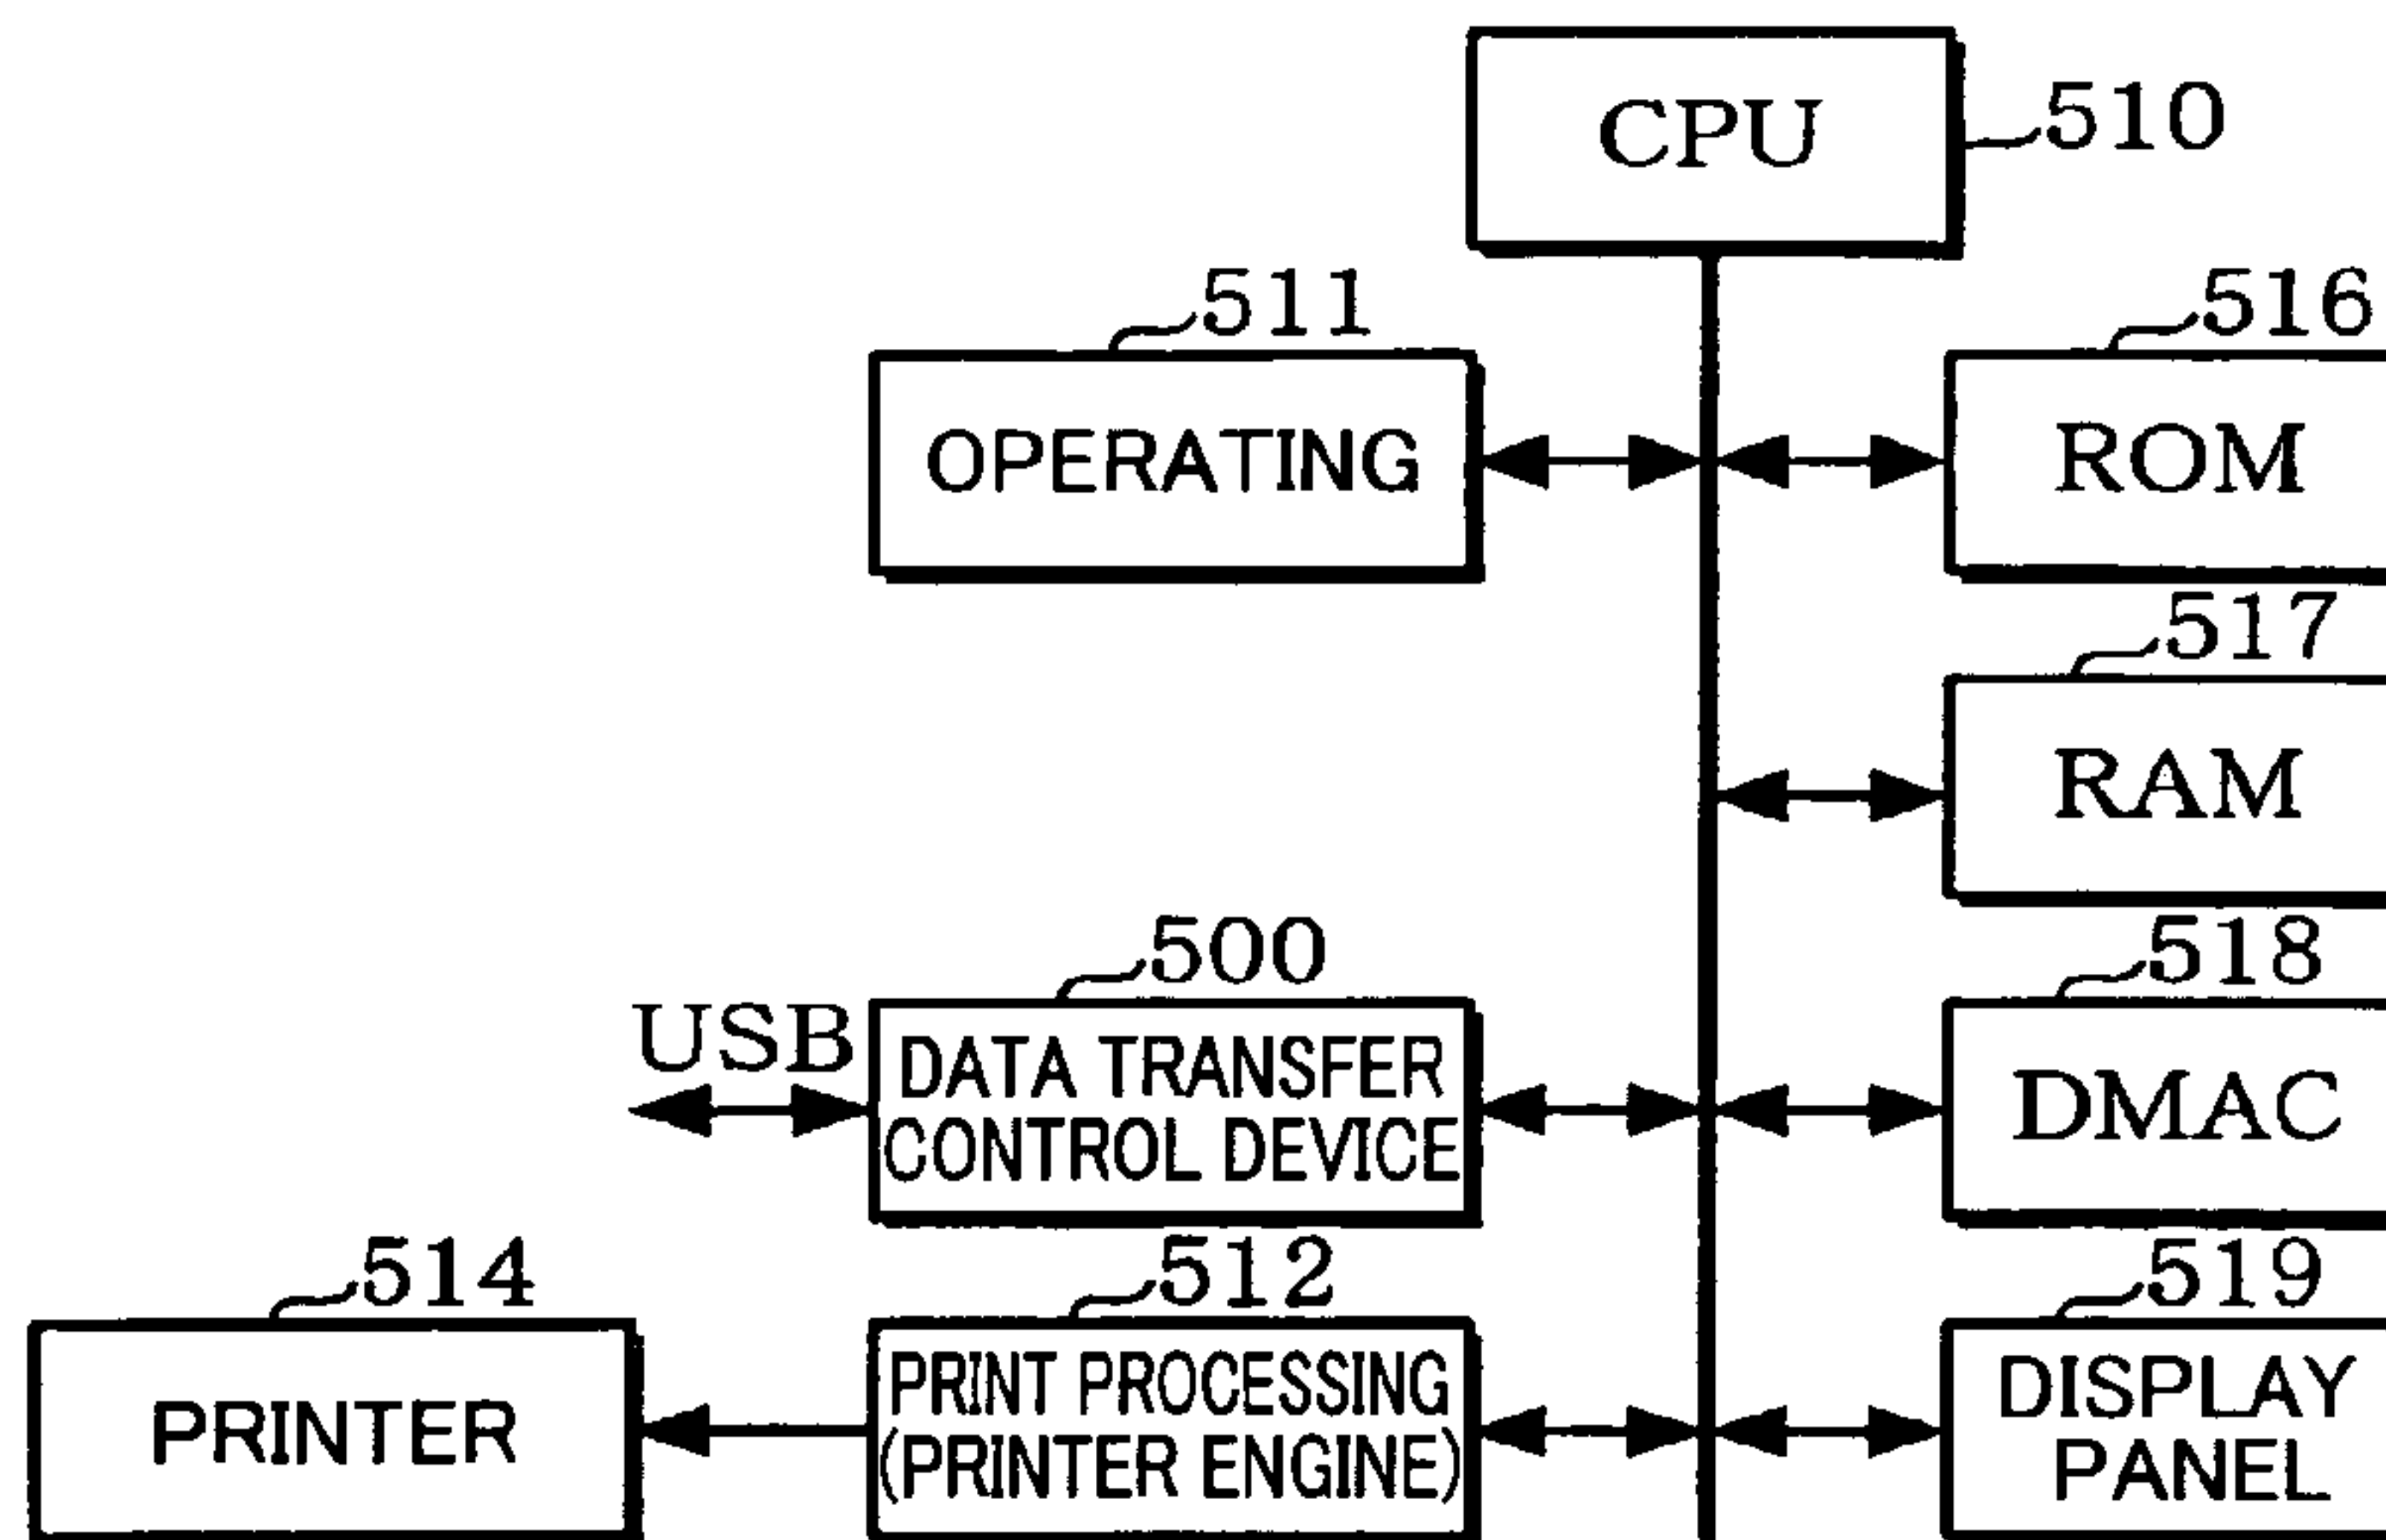 CPU
510
511
516
OPERATING
ROM
517
RAM
500
518
USB
DATA TRANSFER
CONTROL DEVICE
DMAC
514
512
519
PRINTER
PRINT PROCESSING
(PRINTER ENGINE)
DISPLAY
PANEL